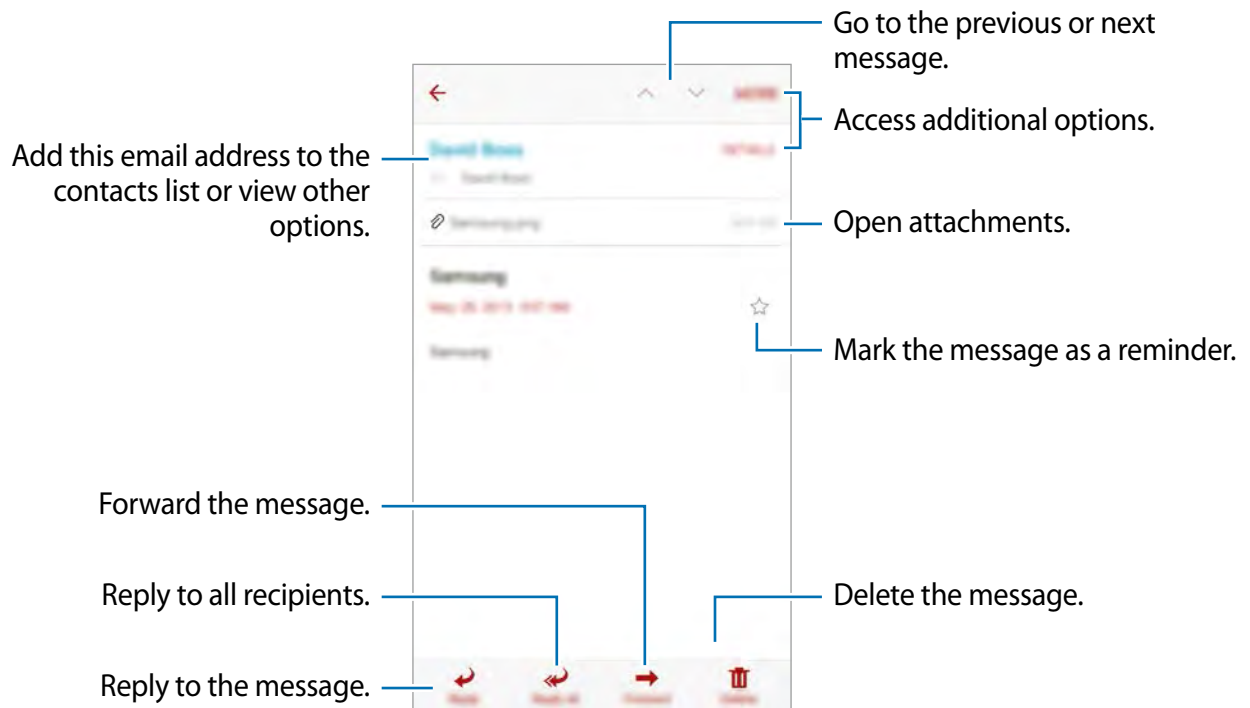 Go to the previous or next
message.
Access additional options.
Add this email address to the
contacts list or view other
options.
Open attachments.
Samsung
Mark the message as a reminder.
Samsung
Forward the message.
Reply to all recipients.
Delete the message.
Reply to the message.